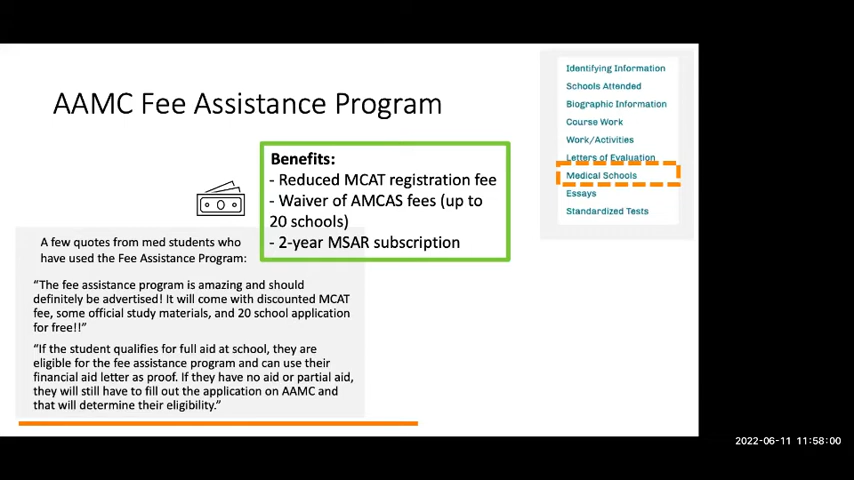 AAMC Fee Assistance Program
Benefits:
- Reduced MCAT registration fee
- Waiver of AMCAS fees (up to
20 schools)
- 2-year MSAR subscription
A few quotes from med students who
have used the Fee Assistance Program:
“The fee assistance program is amazing and should
definitely be advertised! It will come with discounted MCAT
fee, some official study materials, and 20 school application
for free!!”
“If the student qualifies for full aid at school, they are
eligible for the fee assistance program and can use their
financial aid letter as proof. If they have no aid or partial aid,
they will still have to fill out the application on AAMC and
that will determine their eligibility.”
Identifying Information
Schools Attended
Biographic Information
Course Work
Work/Activities
Letters of Evaluation
Medical Schools
Essays
Standardized Tests
2022-06-11 11:58:00